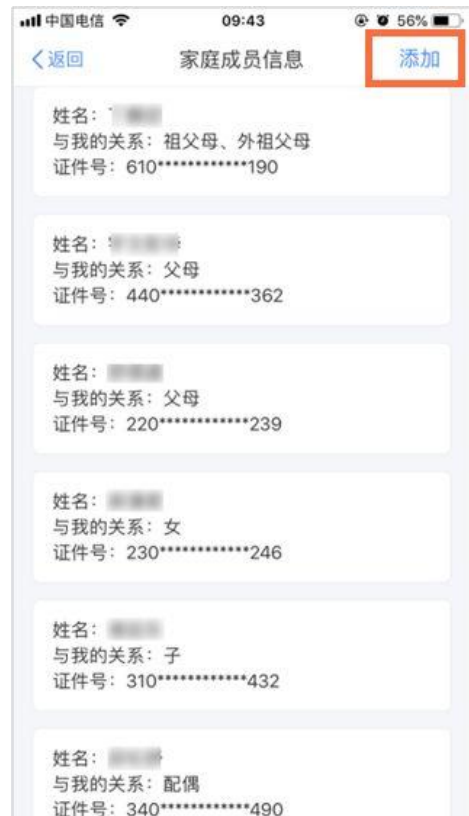 中国电信 09:43 56%
返回 家庭成员信息 添加
姓名：
与我的关系：祖父母、外祖父母
证件号：610************190
姓名：
与我的关系：父母
证件号：440************362
姓名：
与我的关系：父母
证件号：220************239
姓名：
与我的关系：女
证件号：230************246
姓名：
与我的关系：子
证件号：310************432
姓名：
与我的关系：配偶
证件号：340************490